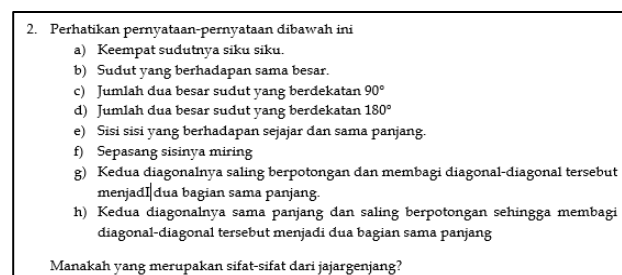 2. Perhatikan pernyataan-pernyataan dibawah ini
a) Keempat sudutnya siku siku.
b) Sudut yang berhadapan sama besar.
c) Jumlah dua besar sudut yang berdekatan 90°
d) Jumlah dua besar sudut yang berdekatan 180°
e) Sisi sisi yang berhadapan sejajar dan sama panjang.
f) Sepasang sisinya miring
g) Kedua diagonalnya saling berpotongan dan membagi diagonal-diagonal tersebut
menjadI dua bagian sama panjang.
h) Kedua diagonalnya sama panjang dan saling berpotongan sehingga membagi
diagonal-diagonal tersebut menjadi dua bagian sama panjang
Manakah yang merupakan sifat-sifat dari jajargenjang?